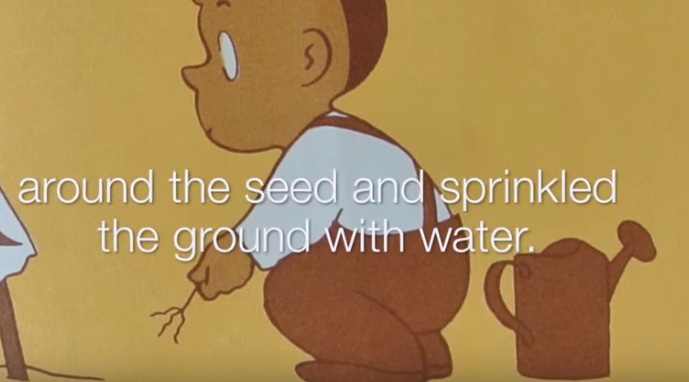 around the seed and sprinkled
the ground with water.